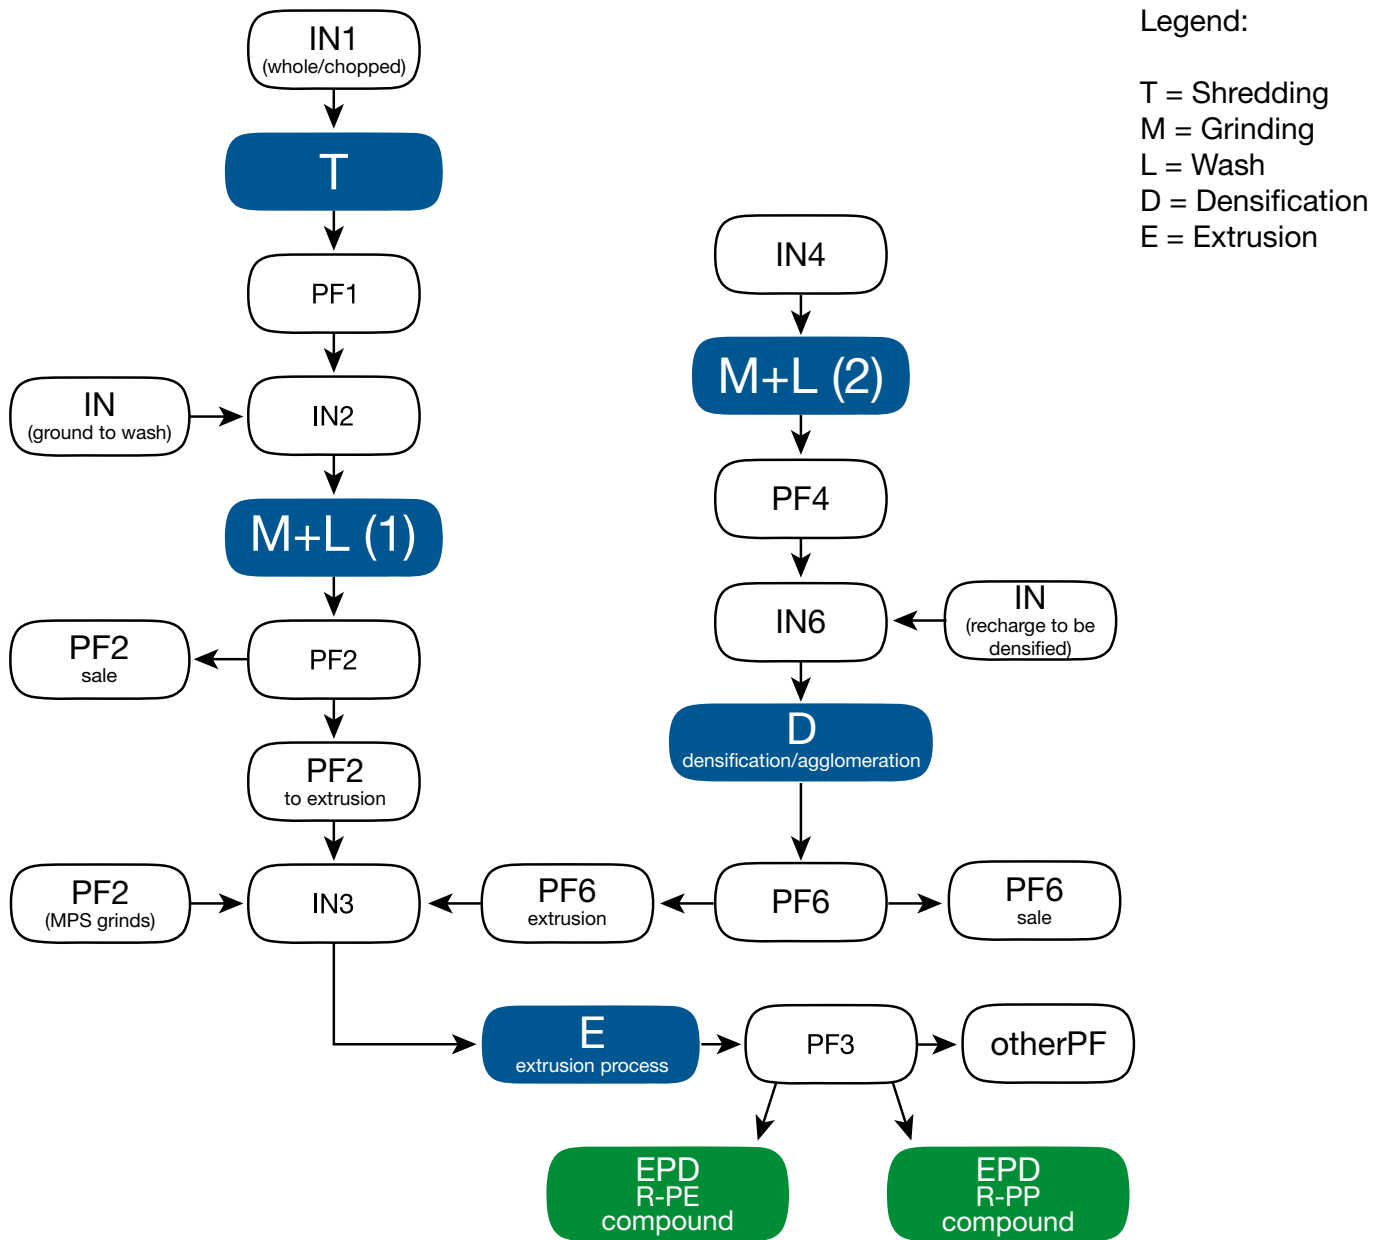 IN1
(whole/chopped)
Legend:
T = Shredding
M = Grinding
L = Wash
D = Densification
E = Extrusion
T
PF1
IN4
M+L (2)
IN
(ground to wash)
IN2
PF4
M+L (1)
IN6
IN
(recharge to be
densified)
PF2
sale
PF2
D
densification/agglomeration
PF2
to extrusion
PF2
(MPS grinds)
IN3
PF6
extrusion
PF6
PF6
sale
E
extrusion process
PF3
otherPF
EPD
R-PE
compound
EPD
R-PP
compound